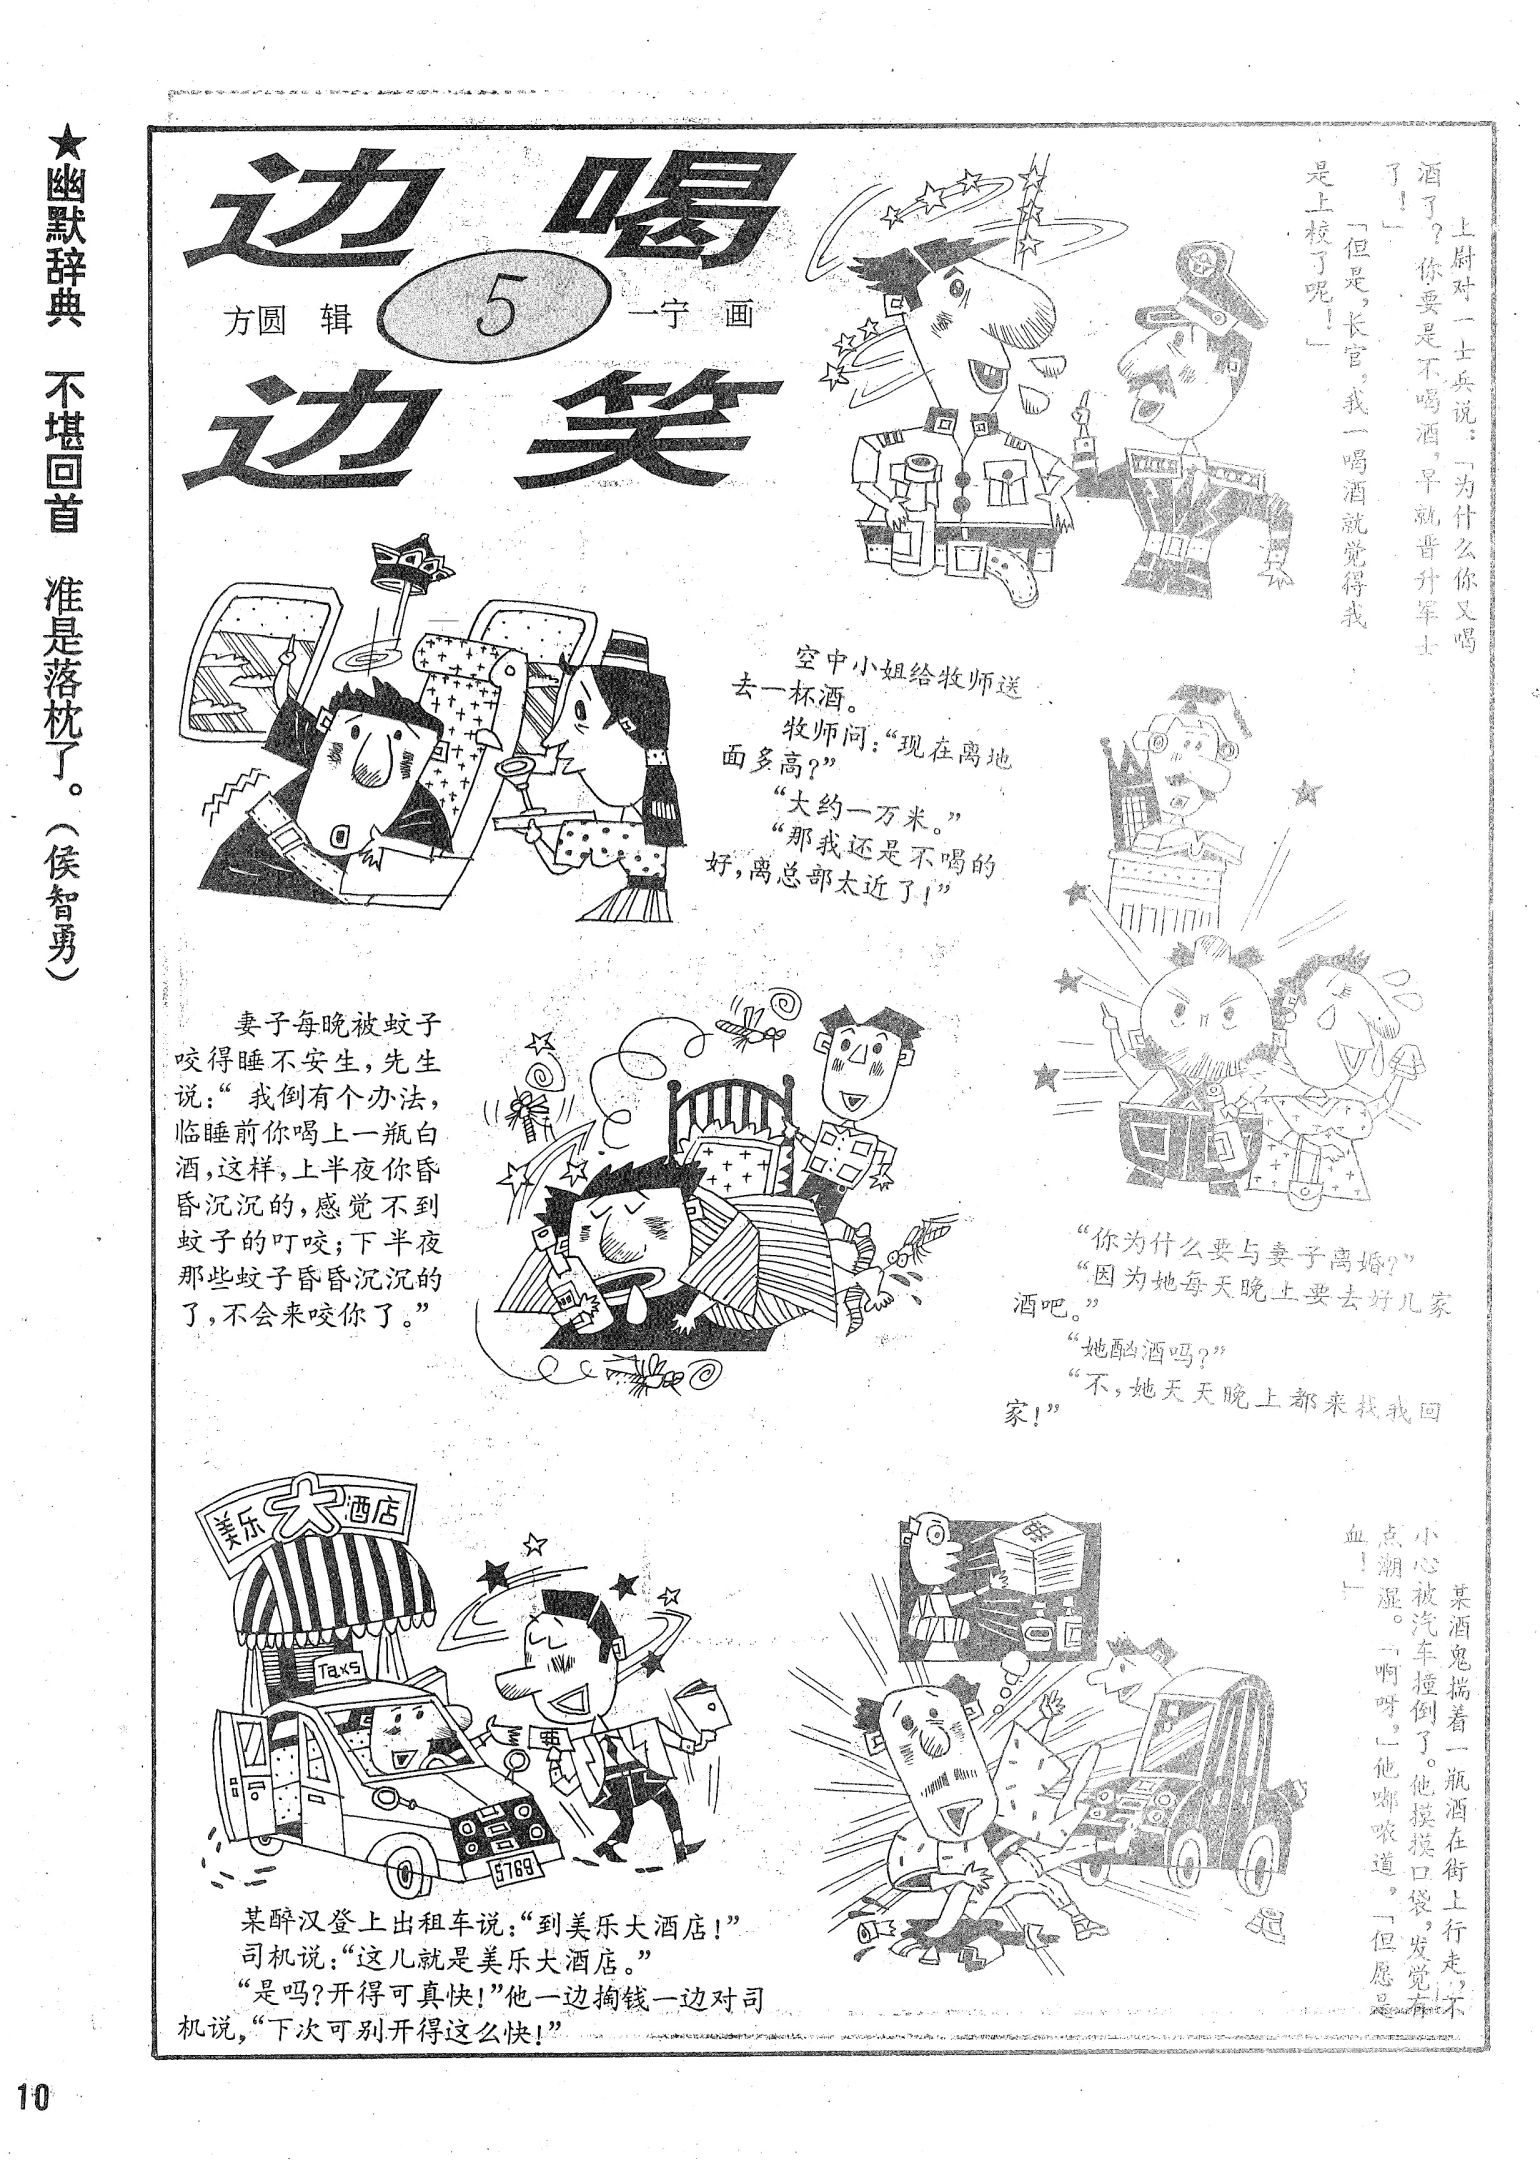 ★幽默辞典　不堪回首　准是落枕了。（侯智勇）
边喝
方圆　辑　5　一宁　画
边笑
上尉对一士兵说：「为什么你又喝
酒了？你要是不喝酒，早就晋升军士
了！」
「但是，长官，我一喝酒就觉得我
是上校了呢！」
空中小姐给牧师送
去一杯酒。
牧师问：“现在离地
面多高？”
“大约一万米。”
“那我还是不喝的
好，离总部太近了！”
妻子每晚被蚊子
咬得睡不安生，先生
说：“我倒有个办法，
临睡前你喝上一瓶白
酒，这样，上半夜你昏
昏沉沉的，感觉不到
蚊子的叮咬；下半夜
那些蚊子昏昏沉沉的
了，不会来咬你了。”
“你为什么要与妻子离婚？”
“因为她每天晚上要去好几家
酒吧。”
“她酗酒吗？”
“不，她天天晚上都来找我回
家！”
美乐大酒店
Taxs
酉
5769
某醉汉登上出租车说：“到美乐大酒店！”
司机说：“这儿就是美乐大酒店。”
“是吗？开得可真快！”他一边掏钱一边对司
机说，“下次可别开得这么快！”
某酒鬼揣着一瓶酒在街上行走，不
小心被汽车撞倒了。他摸摸口袋，发觉有
点潮湿。「啊呀，」他嘟哝道，「但愿是
血！」
10